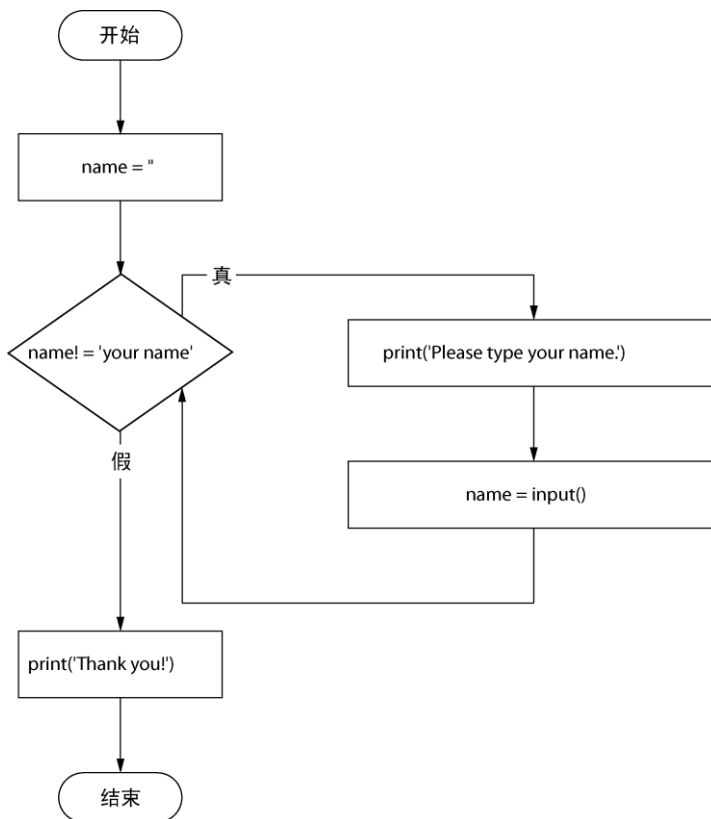 开始
name = "
name! = 'your name'
真
print('Please type your name.')
name = input()
假
print('Thank you!')
结束